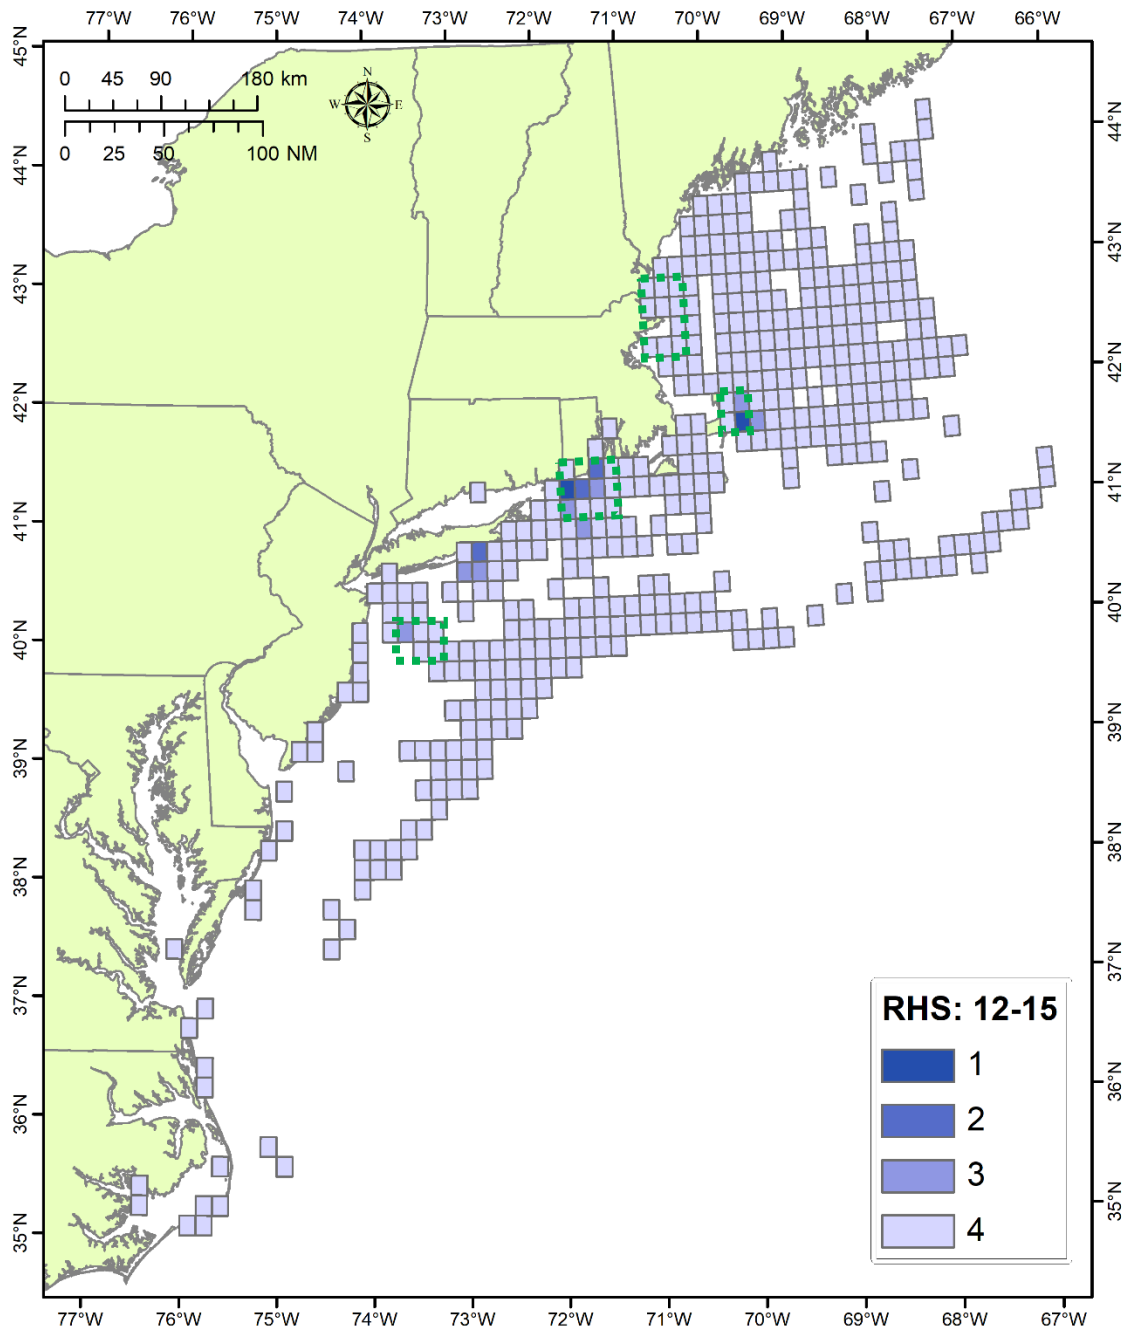 77°W 76°W 75°W 74°W 73°W 72°W 71°W 70°W 69°W 68°W 67°W 66°W
45°N
0 45 90 180 km
N
W E
S
0 25 50 100 NM
44°N
44°N
43°N
43°N
42°N
42°N
41°N
41°N
40°N
40°N
39°N
39°N
38°N
38°N
37°N
37°N
36°N
36°N
35°N
35°N
RHS: 12-15
1
2
3
4
77°W 76°W 75°W 74°W 73°W 72°W 71°W 70°W 69°W 68°W 67°W